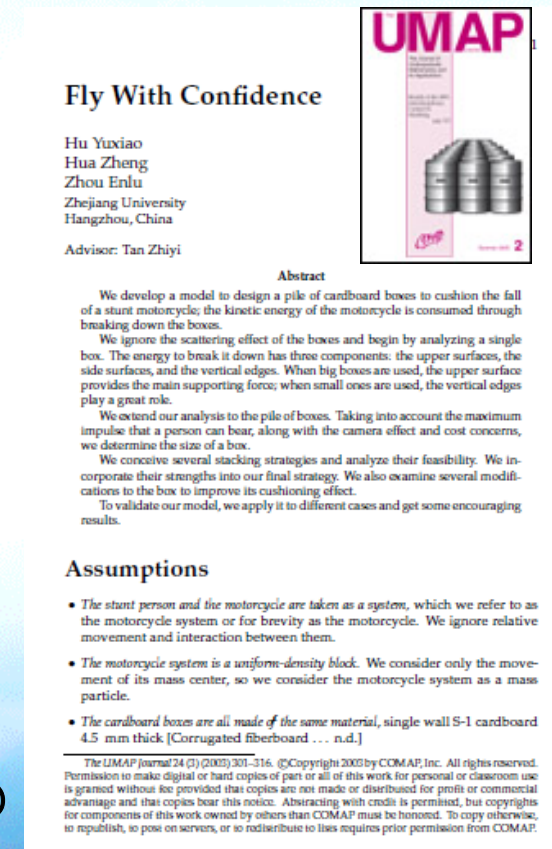 UMAP
1
2
Fly With Confidence
Hu Yuxiao
Hua Zheng
Zhou Enlu
Zhejiang University
Hangzhou, China
Advisor: Tan Zhiyi
Abstract
We develop a model to design a pile of cardboard boxes to cushion the fall
of a stunt motorcycle; the kinetic energy of the motorcycle is consumed through
breaking down the boxes.
We ignore the scattering effect of the boxes and begin by analyzing a single
box. The energy to break it down has three components: the upper surfaces, the
side surfaces, and the vertical edges. When big boxes are used, the upper surface
provides the main supporting force; when small ones are used, the vertical edges
play a great role.
We extend our analysis to the pile of boxes. Taking into account the maximum
impulse that a person can bear, along with the camera effect and cost concerns,
we determine the size of a box.
We conceive several stacking strategies and analyze their feasibility. We in-
corporate their strengths into our final strategy. We also examine several modifi-
cations to the box to improve its cushioning effect.
To validate our model, we apply it to different cases and get some encouraging
results.
Assumptions
• The stunt person and the motorcycle are taken as a system, which we refer to as
the motorcycle system or for brevity as the motorcycle. We ignore relative
movement and interaction between them.
• The motorcycle system is a uniform-density block. We consider only the move-
ment of its mass center, so we consider the motorcycle system as a mass
particle.
• The cardboard boxes are all made of the same material, single wall S-1 cardboard
4.5 mm thick [Corrugated fiberboard ... n.d.]
The UMAP Journal 24 (3) (2003) 301–316. ©Copyright 2003 by COMAP, Inc. All rights reserved.
Permission to make digital or hard copies of part or all of this work for personal or classroom use
is granted without fee provided that copies are not made or distributed for profit or commercial
advantage and that copies bear this notice. Abstracting with credit is permitted, but copyrights
for components of this work owned by others than COMAP must be honored. To copy otherwise,
to republish, to post on servers, or to redistribute to lists requires prior permission from COMAP.